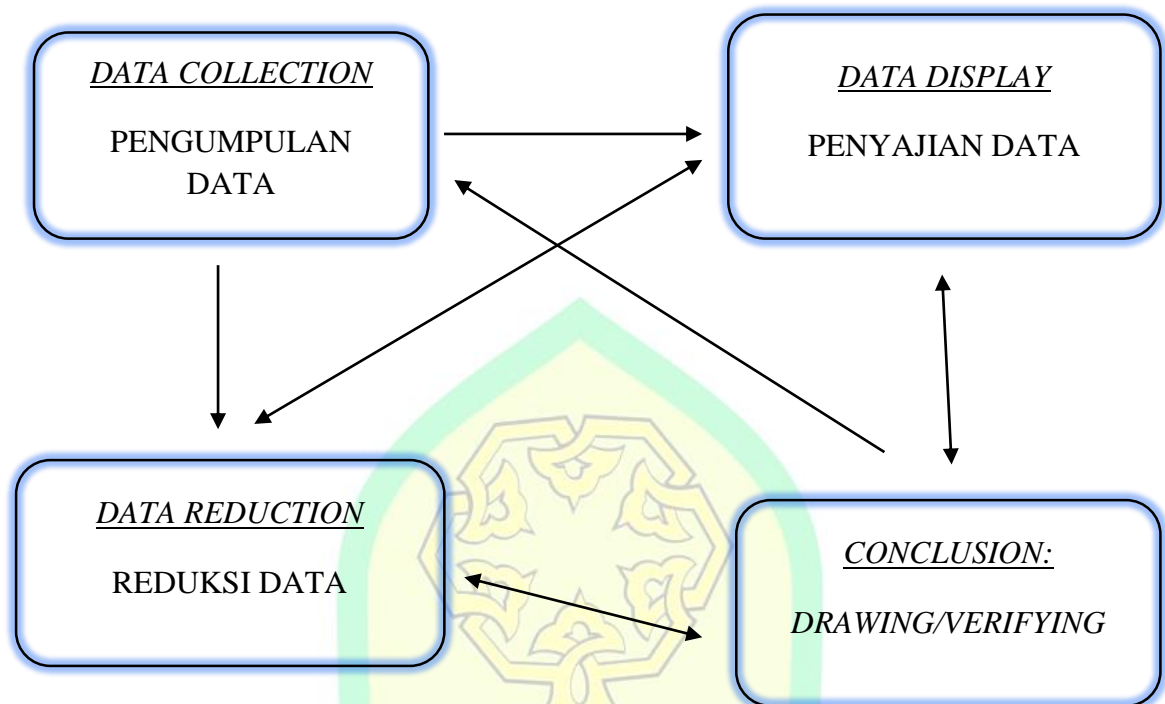 DATA COLLECTION
PENGUMPULAN
DATA
DATA DISPLAY
PENYAJIAN DATA
DATA REDUCTION
REDUKSI DATA
CONCLUSION:
DRAWING/VERIFYING